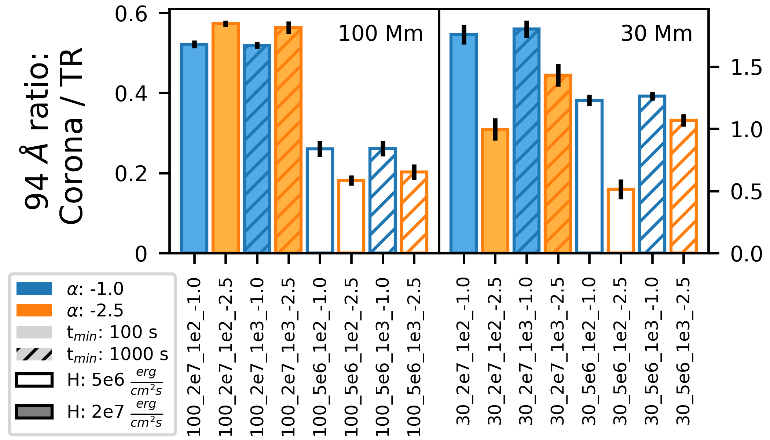 94 Å ratio:
Corona / TR
0.6
0.4
0.2
0
100 Mm
30 Mm
1.5
1.0
0.5
0.0
100_2e7_1e2_-1.0
100_2e7_1e2_-2.5
100_2e7_1e3_-1.0
100_2e7_1e3_-2.5
100_5e6_1e2_-1.0
100_5e6_1e2_-2.5
100_5e6_1e3_-1.0
100_5e6_1e3_-2.5
30_2e7_1e2_-1.0
30_2e7_1e2_-2.5
30_2e7_1e3_-1.0
30_2e7_1e3_-2.5
30_5e6_1e2_-1.0
30_5e6_1e2_-2.5
30_5e6_1e3_-1.0
30_5e6_1e3_-2.5
α: -1.0
α: -2.5
t_min: 100 s
t_min: 1000 s
H: 5e6 erg/cm²s
H: 2e7 erg/cm²s